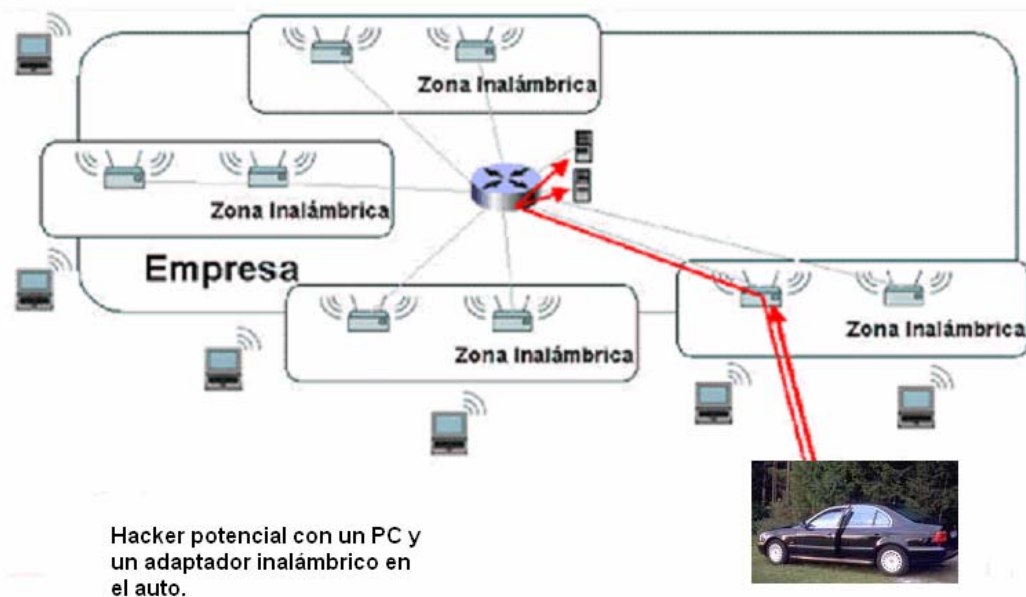 Zona Inalámbrica
Zona Inalámbrica
Empresa
Zona Inalámbrica
Zona Inalámbrica
Hacker potencial con un PC y
un adaptador inalámbrico en
el auto.